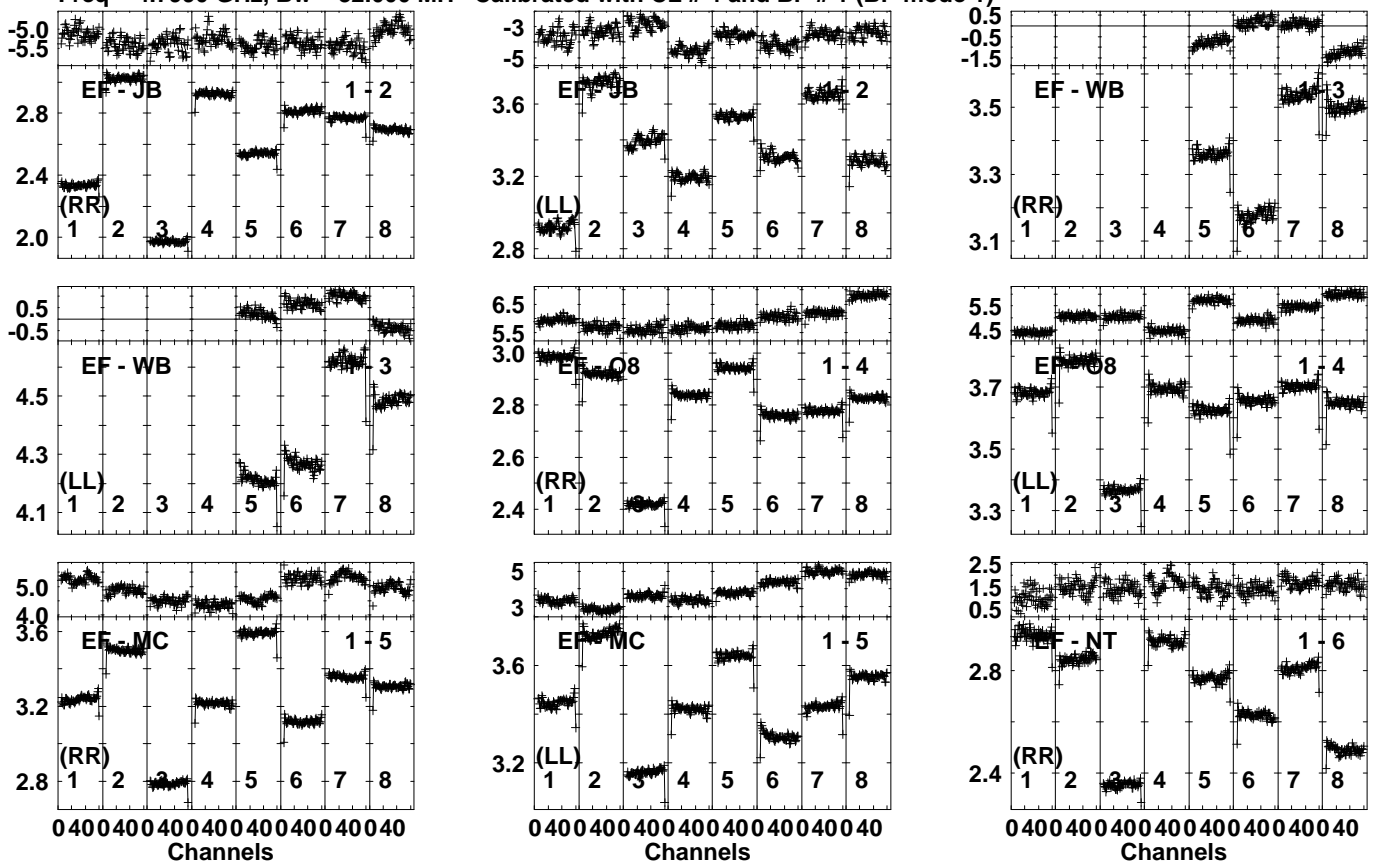 -5.0
-5.5
EF - JB 1 - 2
2.8
2.4
2.0
(RR)
1 2 3 4 5 6 7 8
-3
-5
EF - JB 1 - 2
3.6
3.2
2.8
(LL)
1 2 3 4 5 6 7 8
0.5
-0.5
-1.5
EF - WB 1 - 3
3.5
3.3
3.1
(RR)
1 2 3 4 5 6 7 8
0.5
-0.5
EF - WB - 3
4.5
4.3
4.1
(LL)
1 2 3 4 5 6 7 8
6.5
5.5
3.0
EF - O8 1 - 4
2.8
2.6
2.4
(RR)
1 2 3 4 5 6 7 8
5.5
4.5
EF - O8 1 - 4
3.7
3.5
3.3
(LL)
1 2 3 4 5 6 7 8
5.0
4.0
3.6
EF - MC 1 - 5
3.2
2.8
(RR)
1 2 3 4 5 6 7 8
0 40 0 40 0 40 0 40 0 40 0 40 0 40 0 40
Channels
5
3
EF - MC 1 - 5
3.6
3.2
(LL)
1 2 3 4 5 6 7 8
0 40 0 40 0 40 0 40 0 40 0 40 0 40 0 40
Channels
2.5
1.5
0.5
EF - NT 1 - 6
2.8
2.4
(RR)
1 2 3 4 5 6 7 8
0 40 0 40 0 40 0 40 0 40 0 40 0 40 0 40
Channels